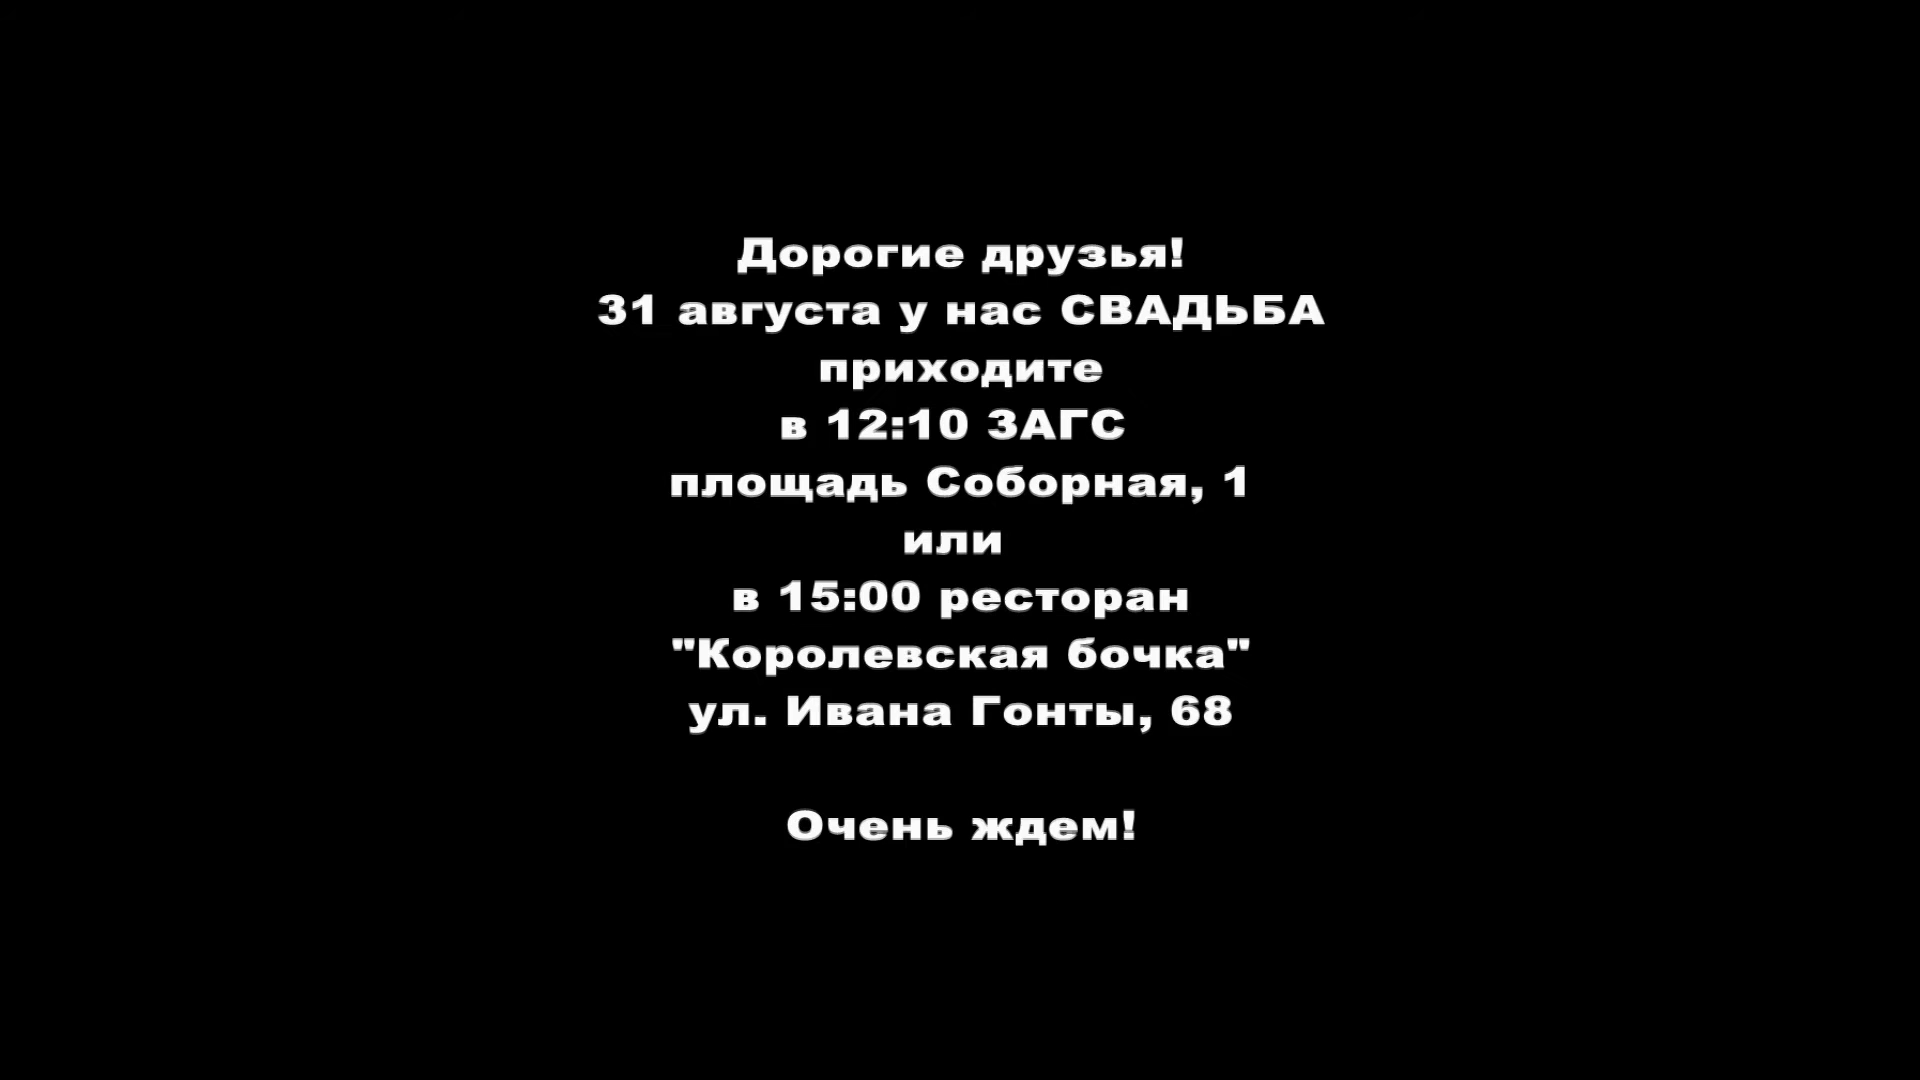 Дорогие друзья!
31 августа у нас СВАДЬБА
приходите
в 12:10 ЗАГС
площадь Соборная, 1
или
в 15:00 ресторан
"Королевская бочка"
ул. Ивана Гонты, 68
Очень ждем!